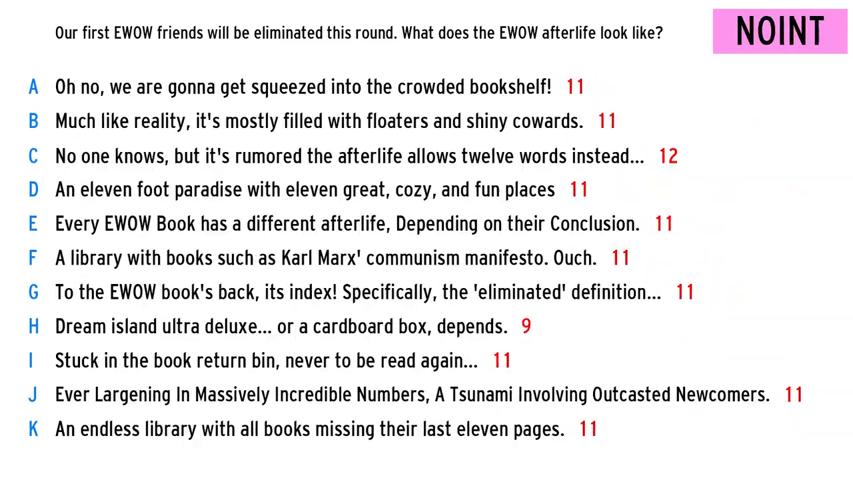 Our first EWOW friends will be eliminated this round. What does the EWOW afterlife look like?
NOINT
A Oh no, we are gonna get squeezed into the crowded bookshelf! 11
B Much like reality, it's mostly filled with floaters and shiny cowards. 11
C No one knows, but it's rumored the afterlife allows twelve words instead... 12
D An eleven foot paradise with eleven great, cozy, and fun places 11
E Every EWOW Book has a different afterlife, Depending on their Conclusion. 11
F A library with books such as Karl Marx' communism manifesto. Ouch. 11
G To the EWOW book's back, its index! Specifically, the 'eliminated' definition... 11
H Dream island ultra deluxe... or a cardboard box, depends. 9
I Stuck in the book return bin, never to be read again... 11
J Ever Largening In Massively Incredible Numbers, A Tsunami Involving Outcasted Newcomers. 11
K An endless library with all books missing their last eleven pages. 11